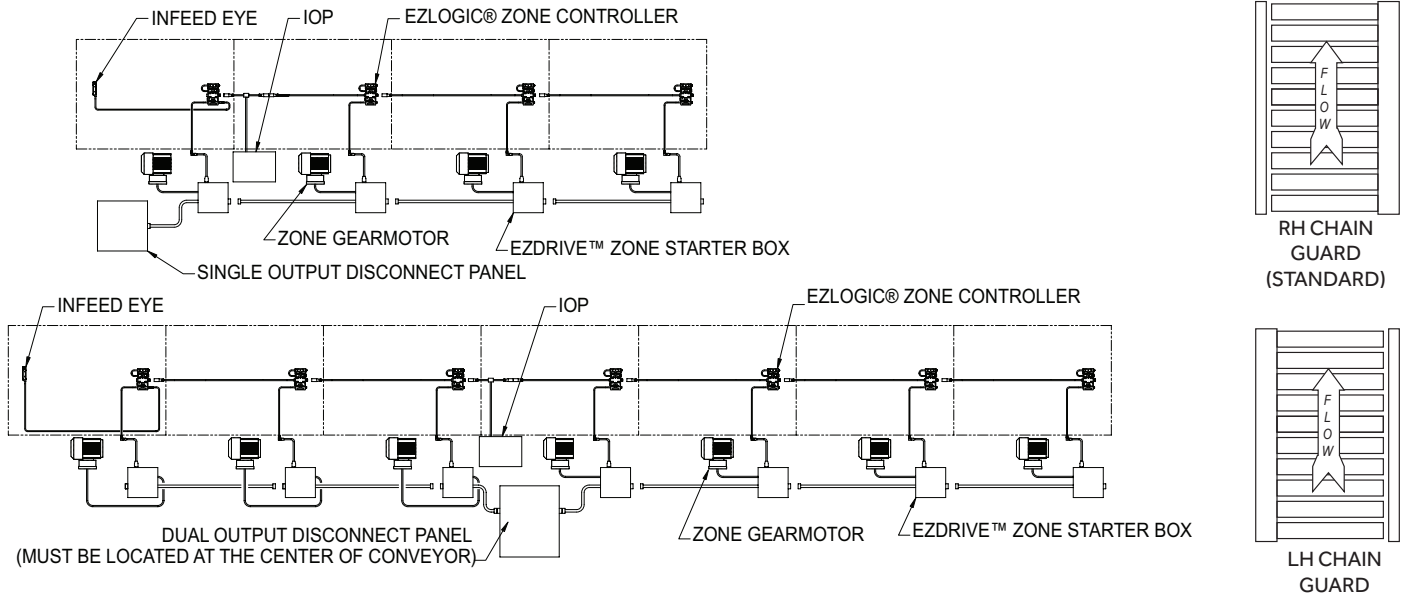 INFEED EYE
IOP
EZLOGIC® ZONE CONTROLLER
ZONE GEARMOTOR
EZDRIVE™ ZONE STARTER BOX
SINGLE OUTPUT DISCONNECT PANEL
FLOW
RH CHAIN
GUARD
(STANDARD)
INFEED EYE
IOP
EZLOGIC® ZONE CONTROLLER
DUAL OUTPUT DISCONNECT PANEL
(MUST BE LOCATED AT THE CENTER OF CONVEYOR)
ZONE GEARMOTOR
EZDRIVE™ ZONE STARTER BOX
FLOW
LH CHAIN
GUARD